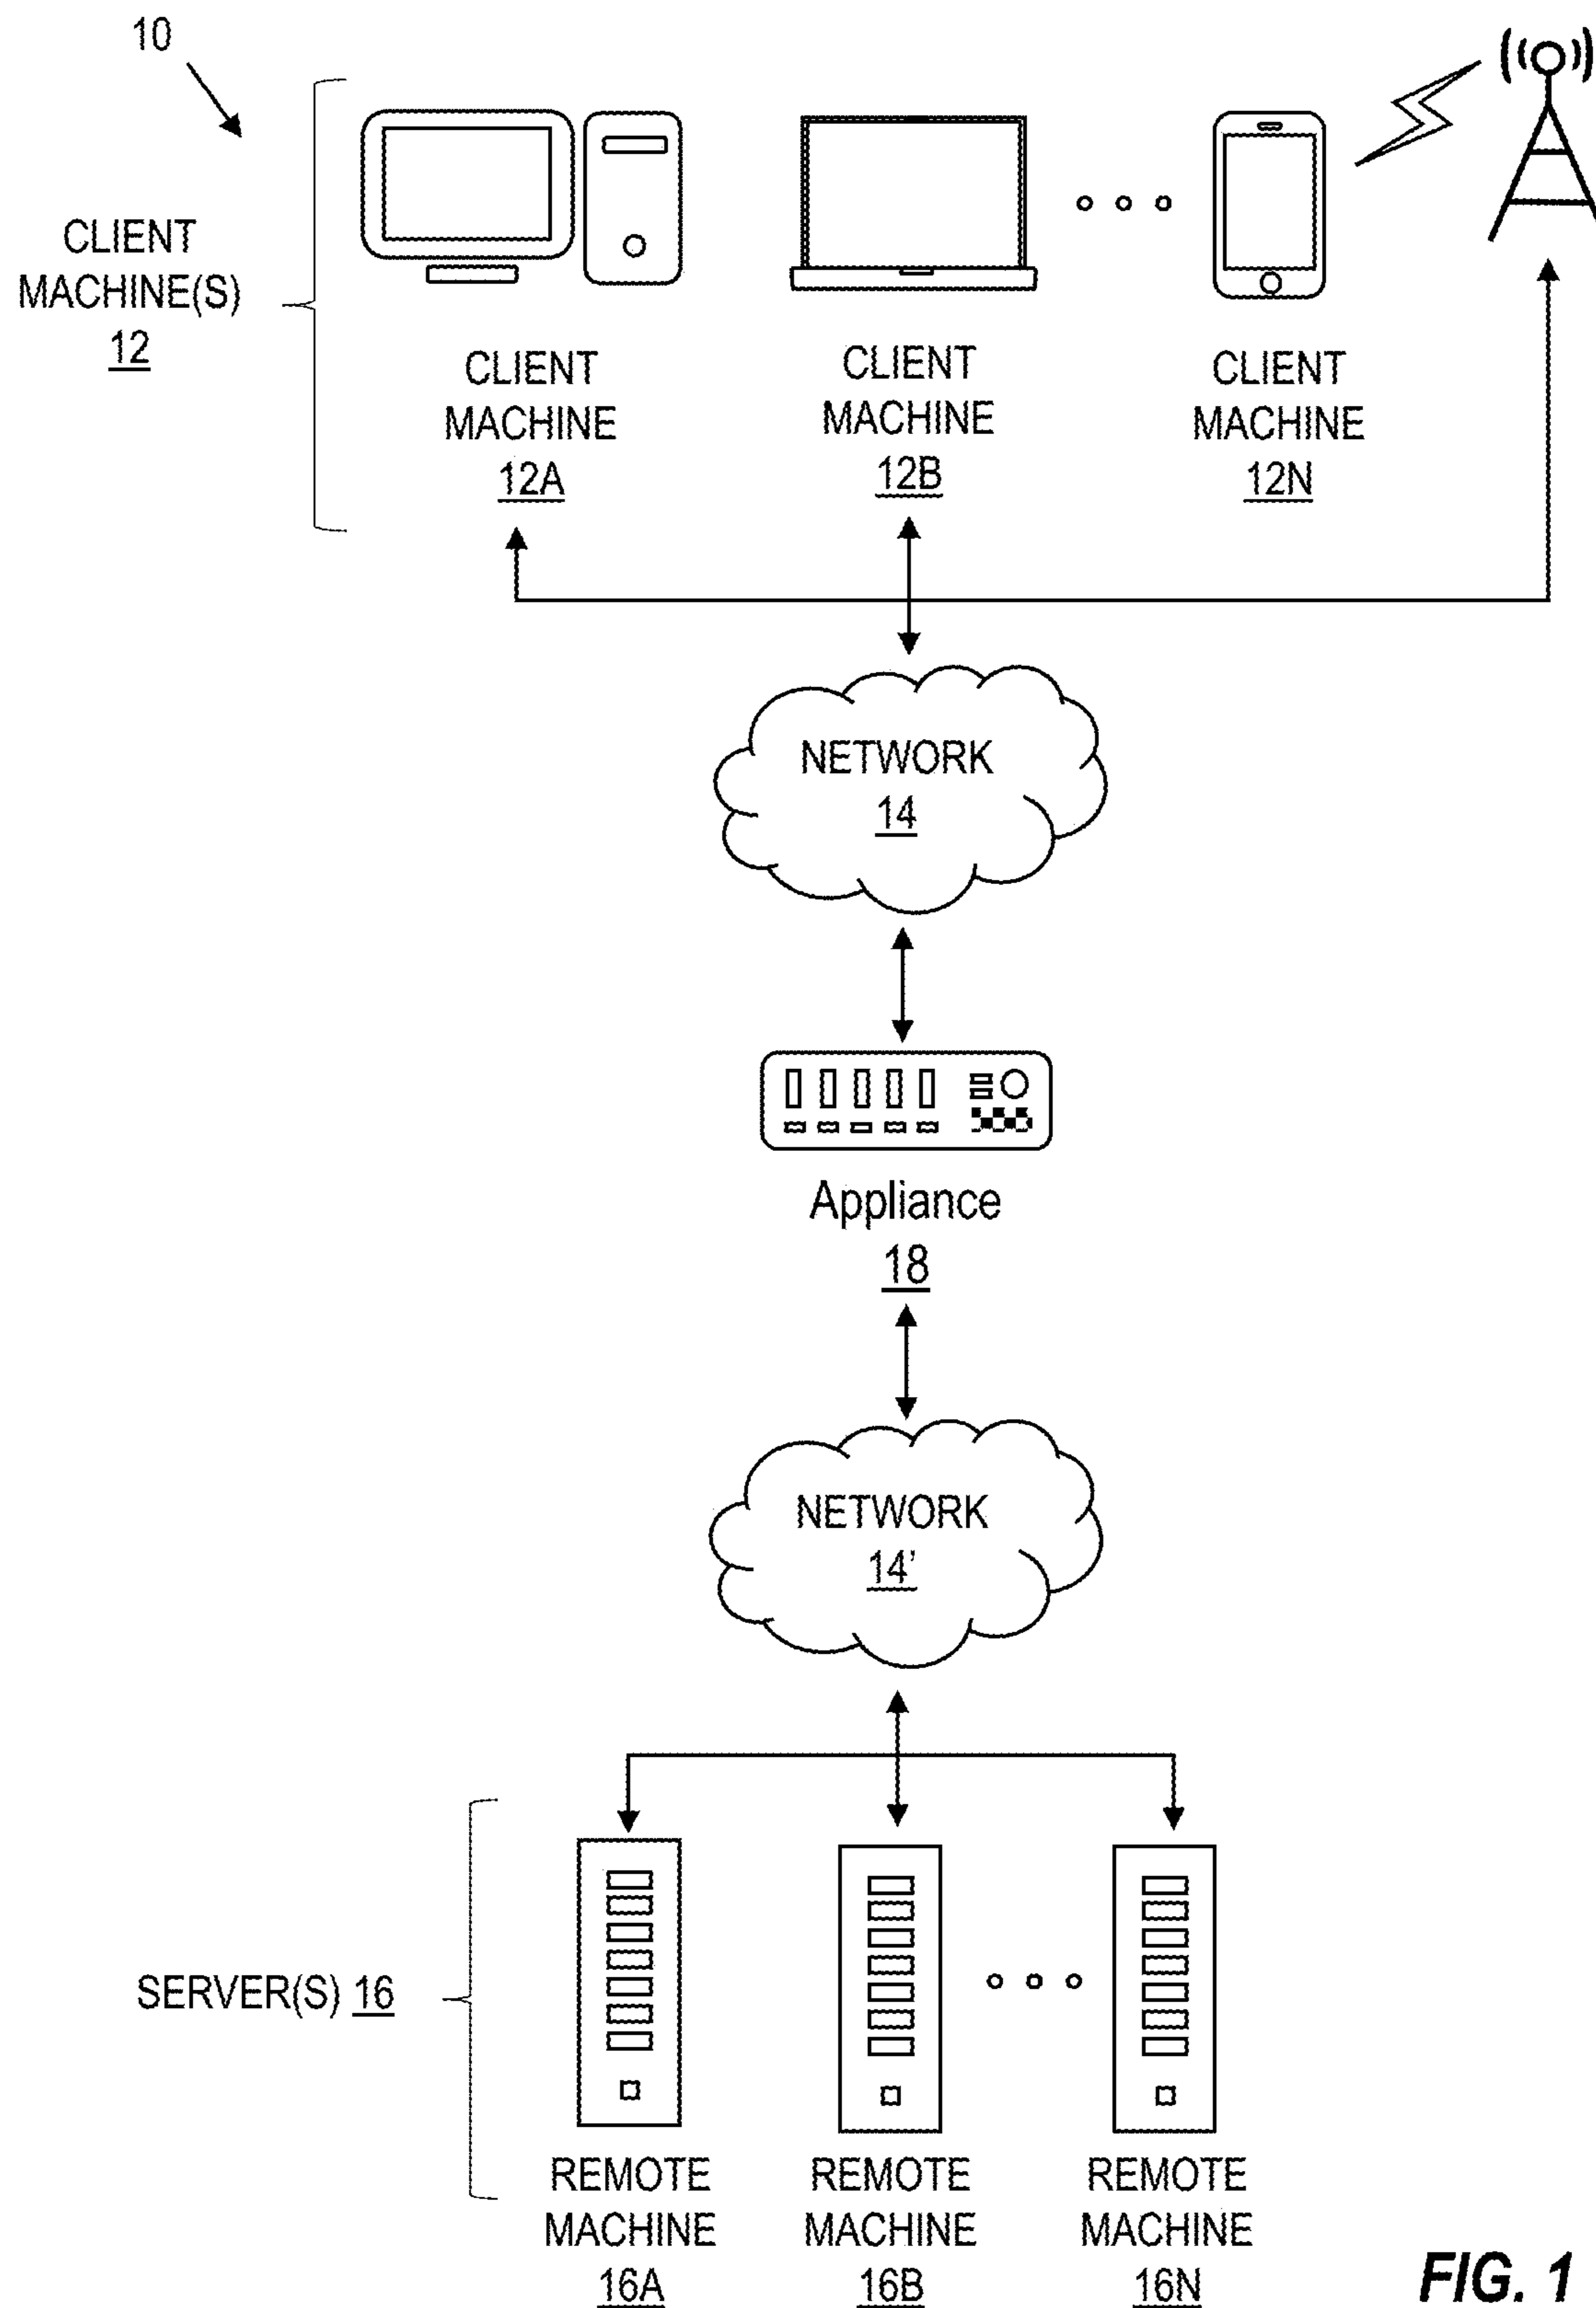 10
CLIENT
MACHINE(S)
12
CLIENT
MACHINE
12A
CLIENT
MACHINE
12B
CLIENT
MACHINE
12N
NETWORK
14
Appliance
18
NETWORK
14’
SERVER(S) 16
REMOTE
MACHINE
16A
REMOTE
MACHINE
16B
REMOTE
MACHINE
16N
FIG. 1